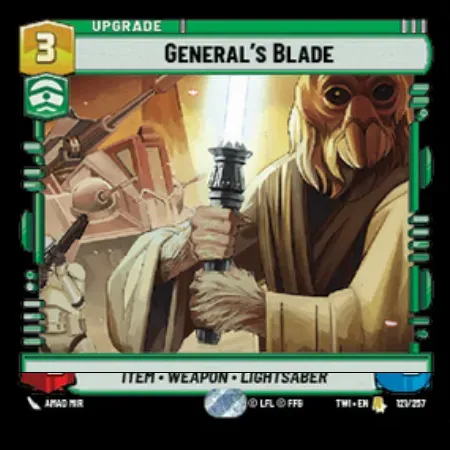 UPGRADE
3
GENERAL'S BLADE
ITEM • WEAPON • LIGHTSABER
AMAD MIR
© LFL © FFG
TWI • EN
121/257